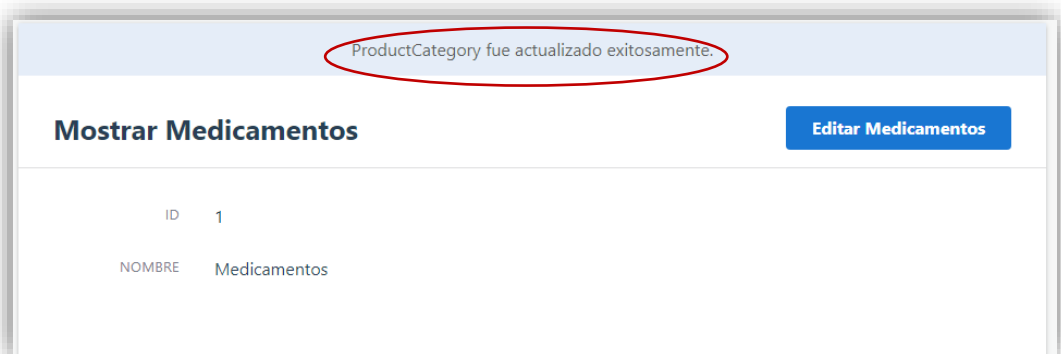 ProductCategory fue actualizado exitosamente.
Mostrar Medicamentos
Editar Medicamentos
ID 1
NOMBRE Medicamentos